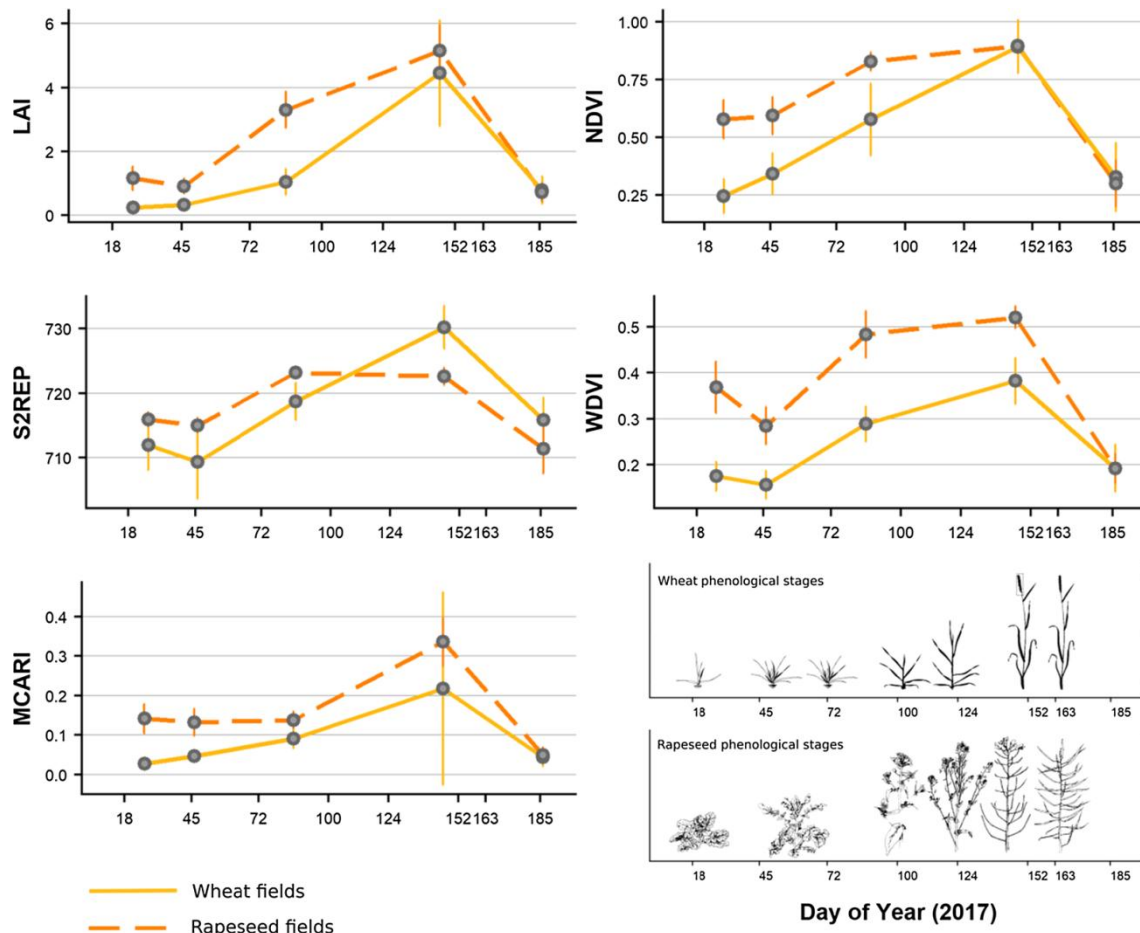 LAI
6
4
2
0
18 45 72 100 124 152 163 185
NDVI
1.00
0.75
0.50
0.25
18 45 72 100 124 152 163 185
S2REP
730
720
710
18 45 72 100 124 152 163 185
WDVI
0.5
0.4
0.3
0.2
18 45 72 100 124 152 163 185
MCARI
0.4
0.3
0.2
0.1
0.0
18 45 72 100 124 152 163 185
Wheat phenological stages
18 45 72 100 124 152 163 185
Rapeseed phenological stages
18 45 72 100 124 152 163 185
Wheat fields
Rapeseed fields
Day of Year (2017)